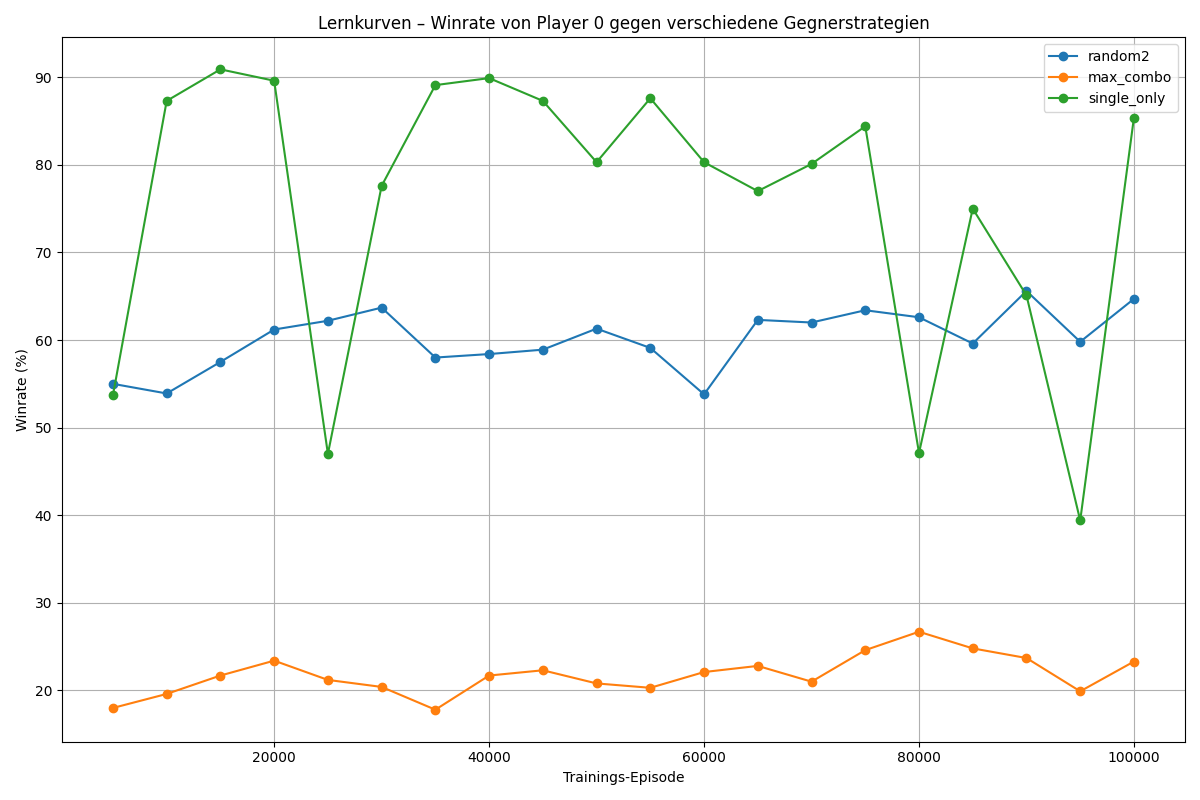 Lernkurven – Winrate von Player 0 gegen verschiedene Gegnerstrategien
random2
max_combo
single_only
Winrate (%)
90
80
70
60
50
40
30
20
20000
40000
60000
80000
100000
Trainings-Episode